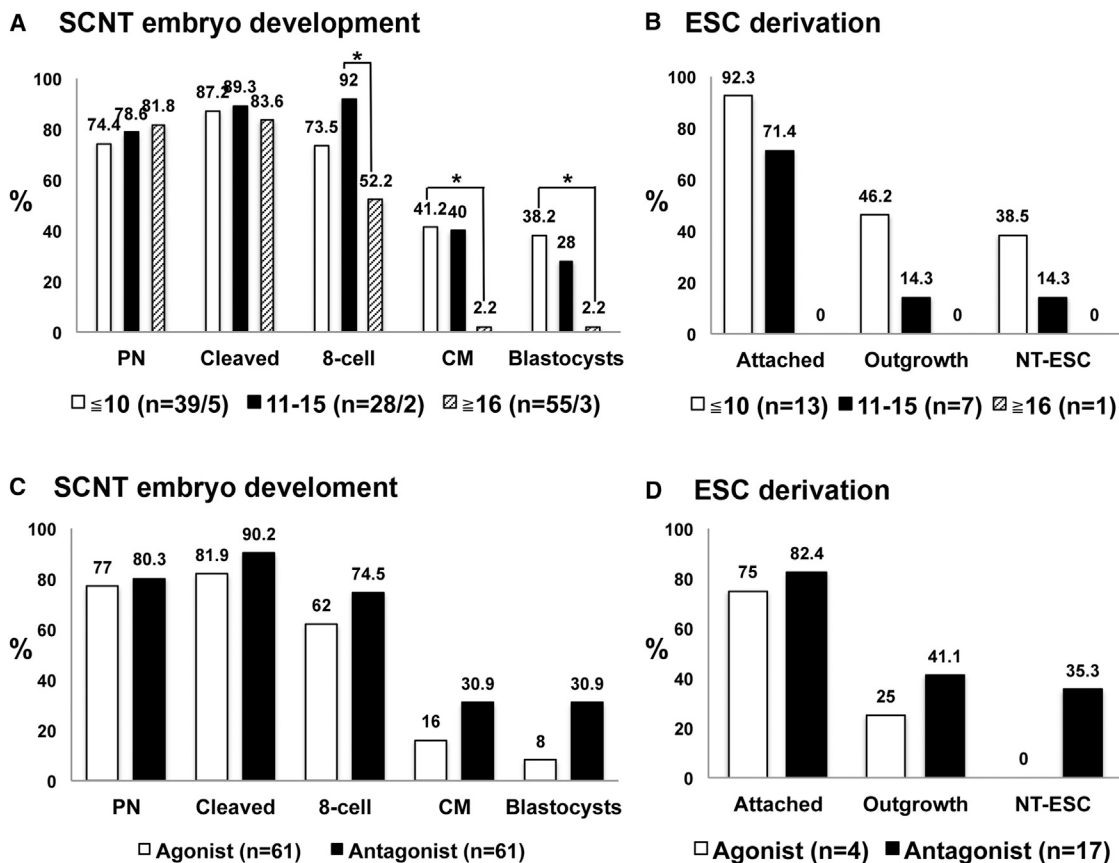 A SCNT embryo development
100
80
60
40
20
0
%
74.4 78.6 81.8
87.2 89.3 83.6
73.5 92 52.2
*
41.2 40 2.2
*
38.2 28 2.2
*
PN Cleaved 8-cell CM Blastocysts
≦10 (n=39/5) 11-15 (n=28/2) ≧16 (n=55/3)
B ESC derivation
100
80
60
40
20
0
%
92.3 71.4 0
46.2 14.3 0
38.5 14.3 0
Attached Outgrowth NT-ESC
≦10 (n=13) 11-15 (n=7) ≧16 (n=1)
C SCNT embryo develoment
100
80
60
40
20
0
%
77 80.3
81.9 90.2
62 74.5
16 30.9
8 30.9
PN Cleaved 8-cell CM Blastocysts
Agonist (n=61) Antagonist (n=61)
D ESC derivation
100
80
60
40
20
0
%
75 82.4
25 41.1
0 35.3
Attached Outgrowth NT-ESC
Agonist (n=4) Antagonist (n=17)